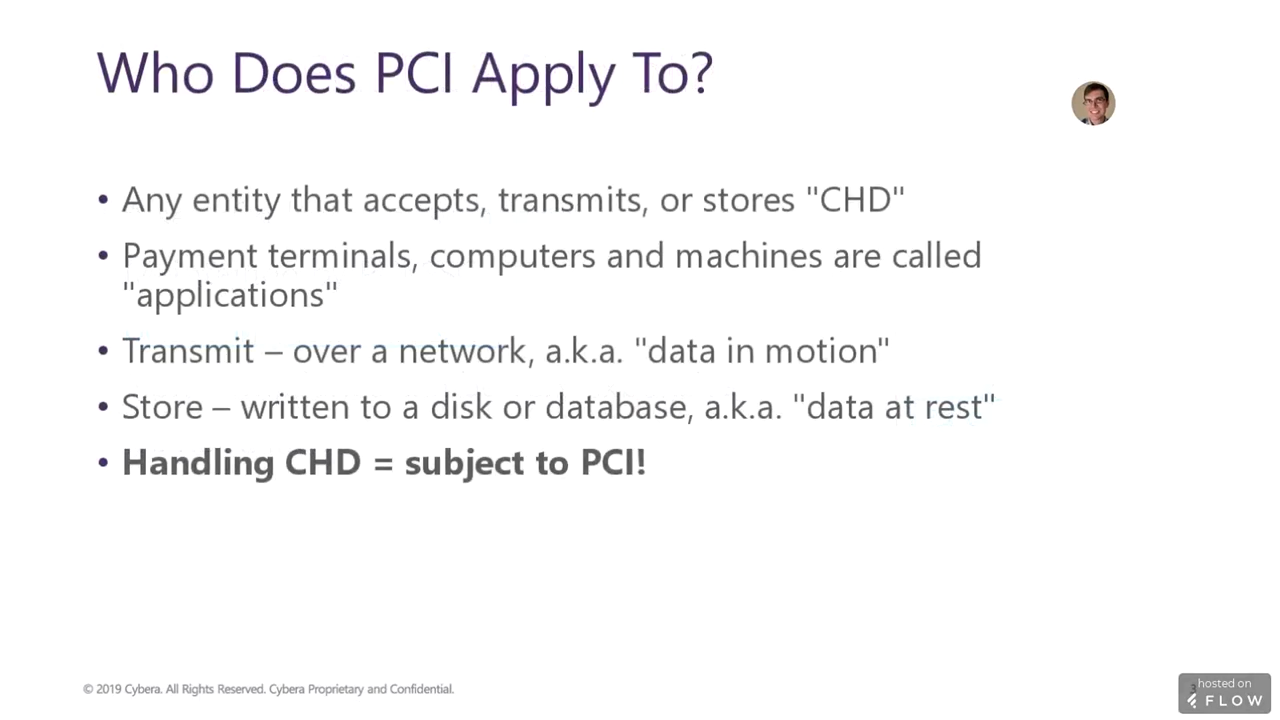 Who Does PCI Apply To?
• Any entity that accepts, transmits, or stores "CHD"
• Payment terminals, computers and machines are called
"applications"
• Transmit – over a network, a.k.a. "data in motion"
• Store – written to a disk or database, a.k.a. "data at rest"
• Handling CHD = subject to PCI!
© 2019 Cybera. All Rights Reserved. Cybera Proprietary and Confidential.
3
hosted on
FLOW